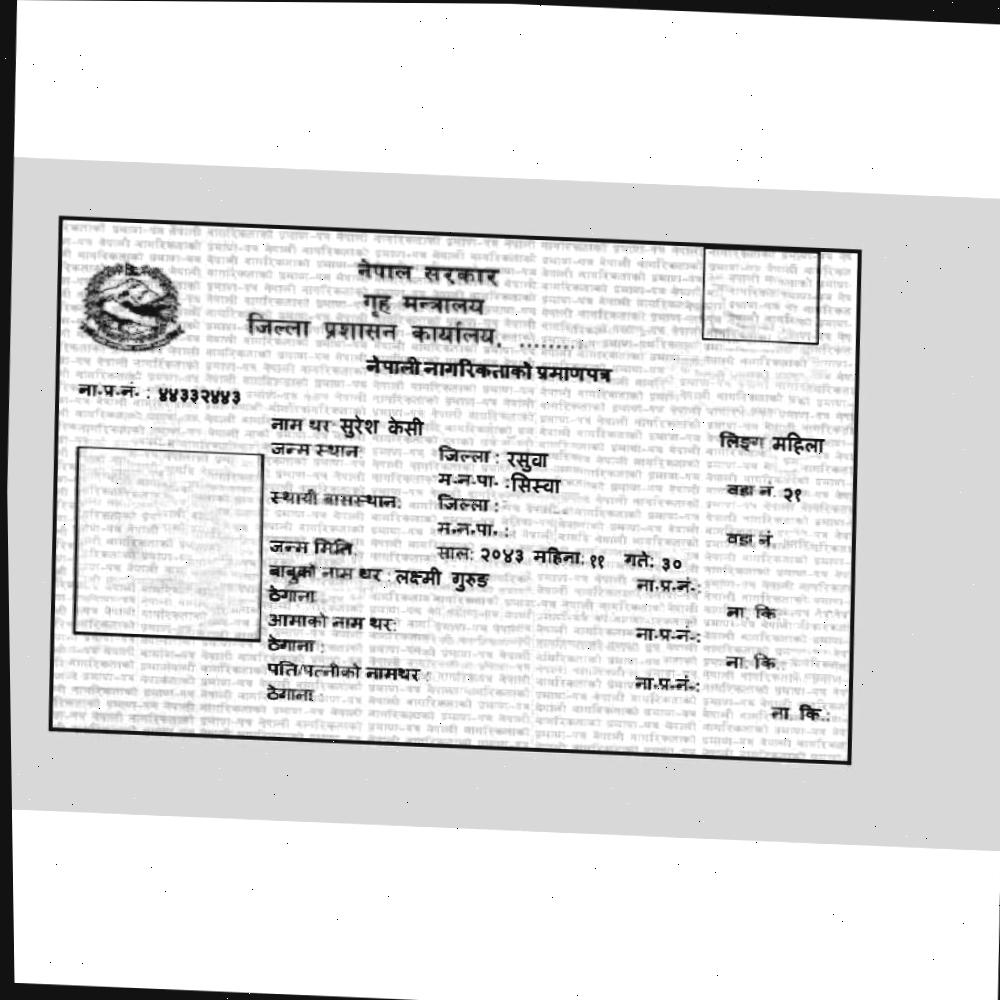 नेपाल सरकार
गृह मन्त्रालय
जिल्ला प्रशासन कार्यालय, .........
नेपाली नागरिकताको प्रमाणपत्र
ना.प्र.नं. : ४४३३२४४३
नाम थर: सुरेश केसी लिङ्ग महिला
जन्म स्थान: जिल्ला : रसुवा
म.न.पा. :सिस्वा वडा नं. २१
स्थायी बासस्थान: जिल्ला :
म.न.पा. : वडा नं.
जन्म मिति: साल: २०४३ महिना: ११ गते: ३०
बाबुको नाम थर : लक्ष्मी गुरुङ ना.प्र.नं.:
ठेगाना : ना. कि.:
आमाको नाम थर: ना.प्र.नं.:
ठेगाना : ना. कि.:
पति/पत्नीको नामथर : ना.प्र.नं.:
ठेगाना : ना. कि.: